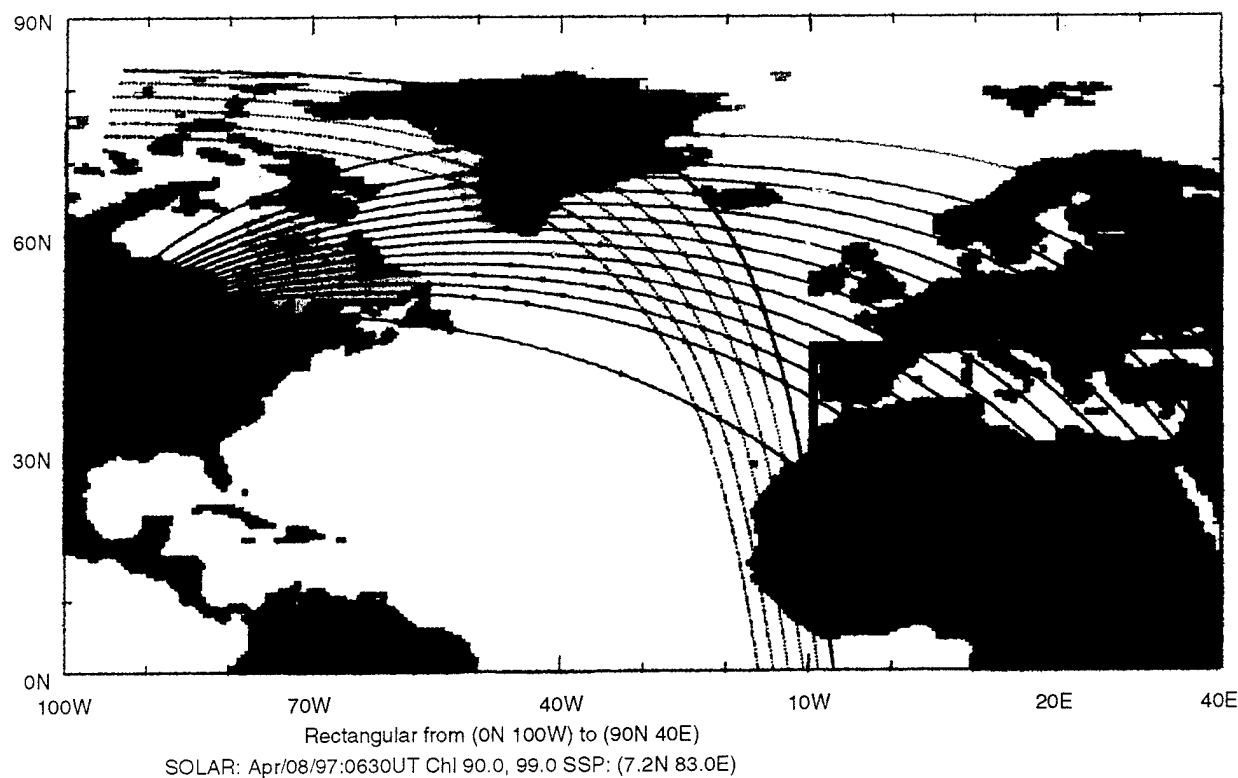 90N
60N
30N
0N
100W 70W 40W 10W 20E 40E
Rectangular from (0N 100W) to (90N 40E)
SOLAR: Apr/08/97:0630UT Chl 90.0, 99.0 SSP: (7.2N 83.0E)